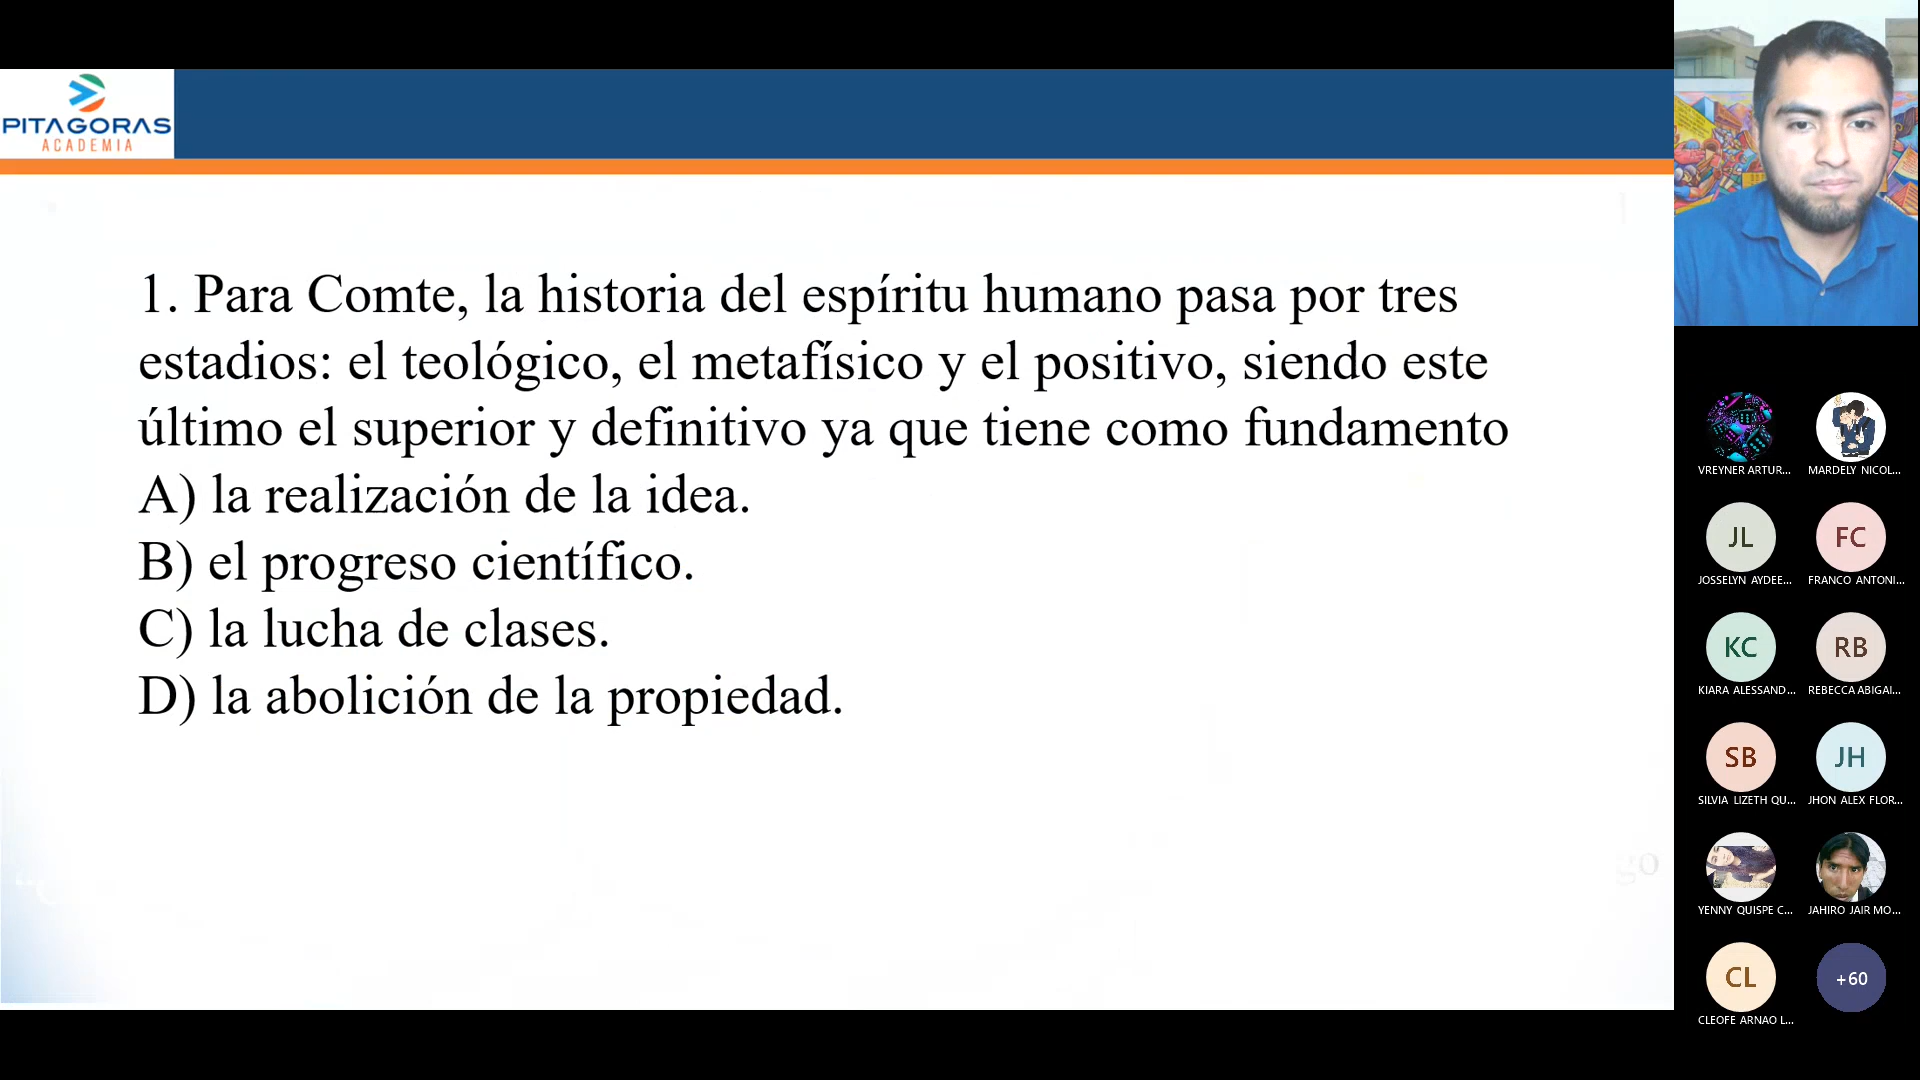 PITAGORAS
ACADEMIA
1. Para Comte, la historia del espíritu humano pasa por tres
estadios: el teológico, el metafísico y el positivo, siendo este
último el superior y definitivo ya que tiene como fundamento
A) la realización de la idea.
B) el progreso científico.
C) la lucha de clases.
D) la abolición de la propiedad.
go
VREYNER ARTUR...
MARDELY NICOL...
JL
FC
JOSSELYN AYDEE...
FRANCO ANTONI...
KC
RB
KIARA ALESSAND...
REBECCA ABIGAI...
SB
JH
SILVIA LIZETH QU...
JHON ALEX FLOR...
YENNY QUISPE C...
JAHIRO JAIR MO...
CL
+60
CLEOFE ARNAO L...